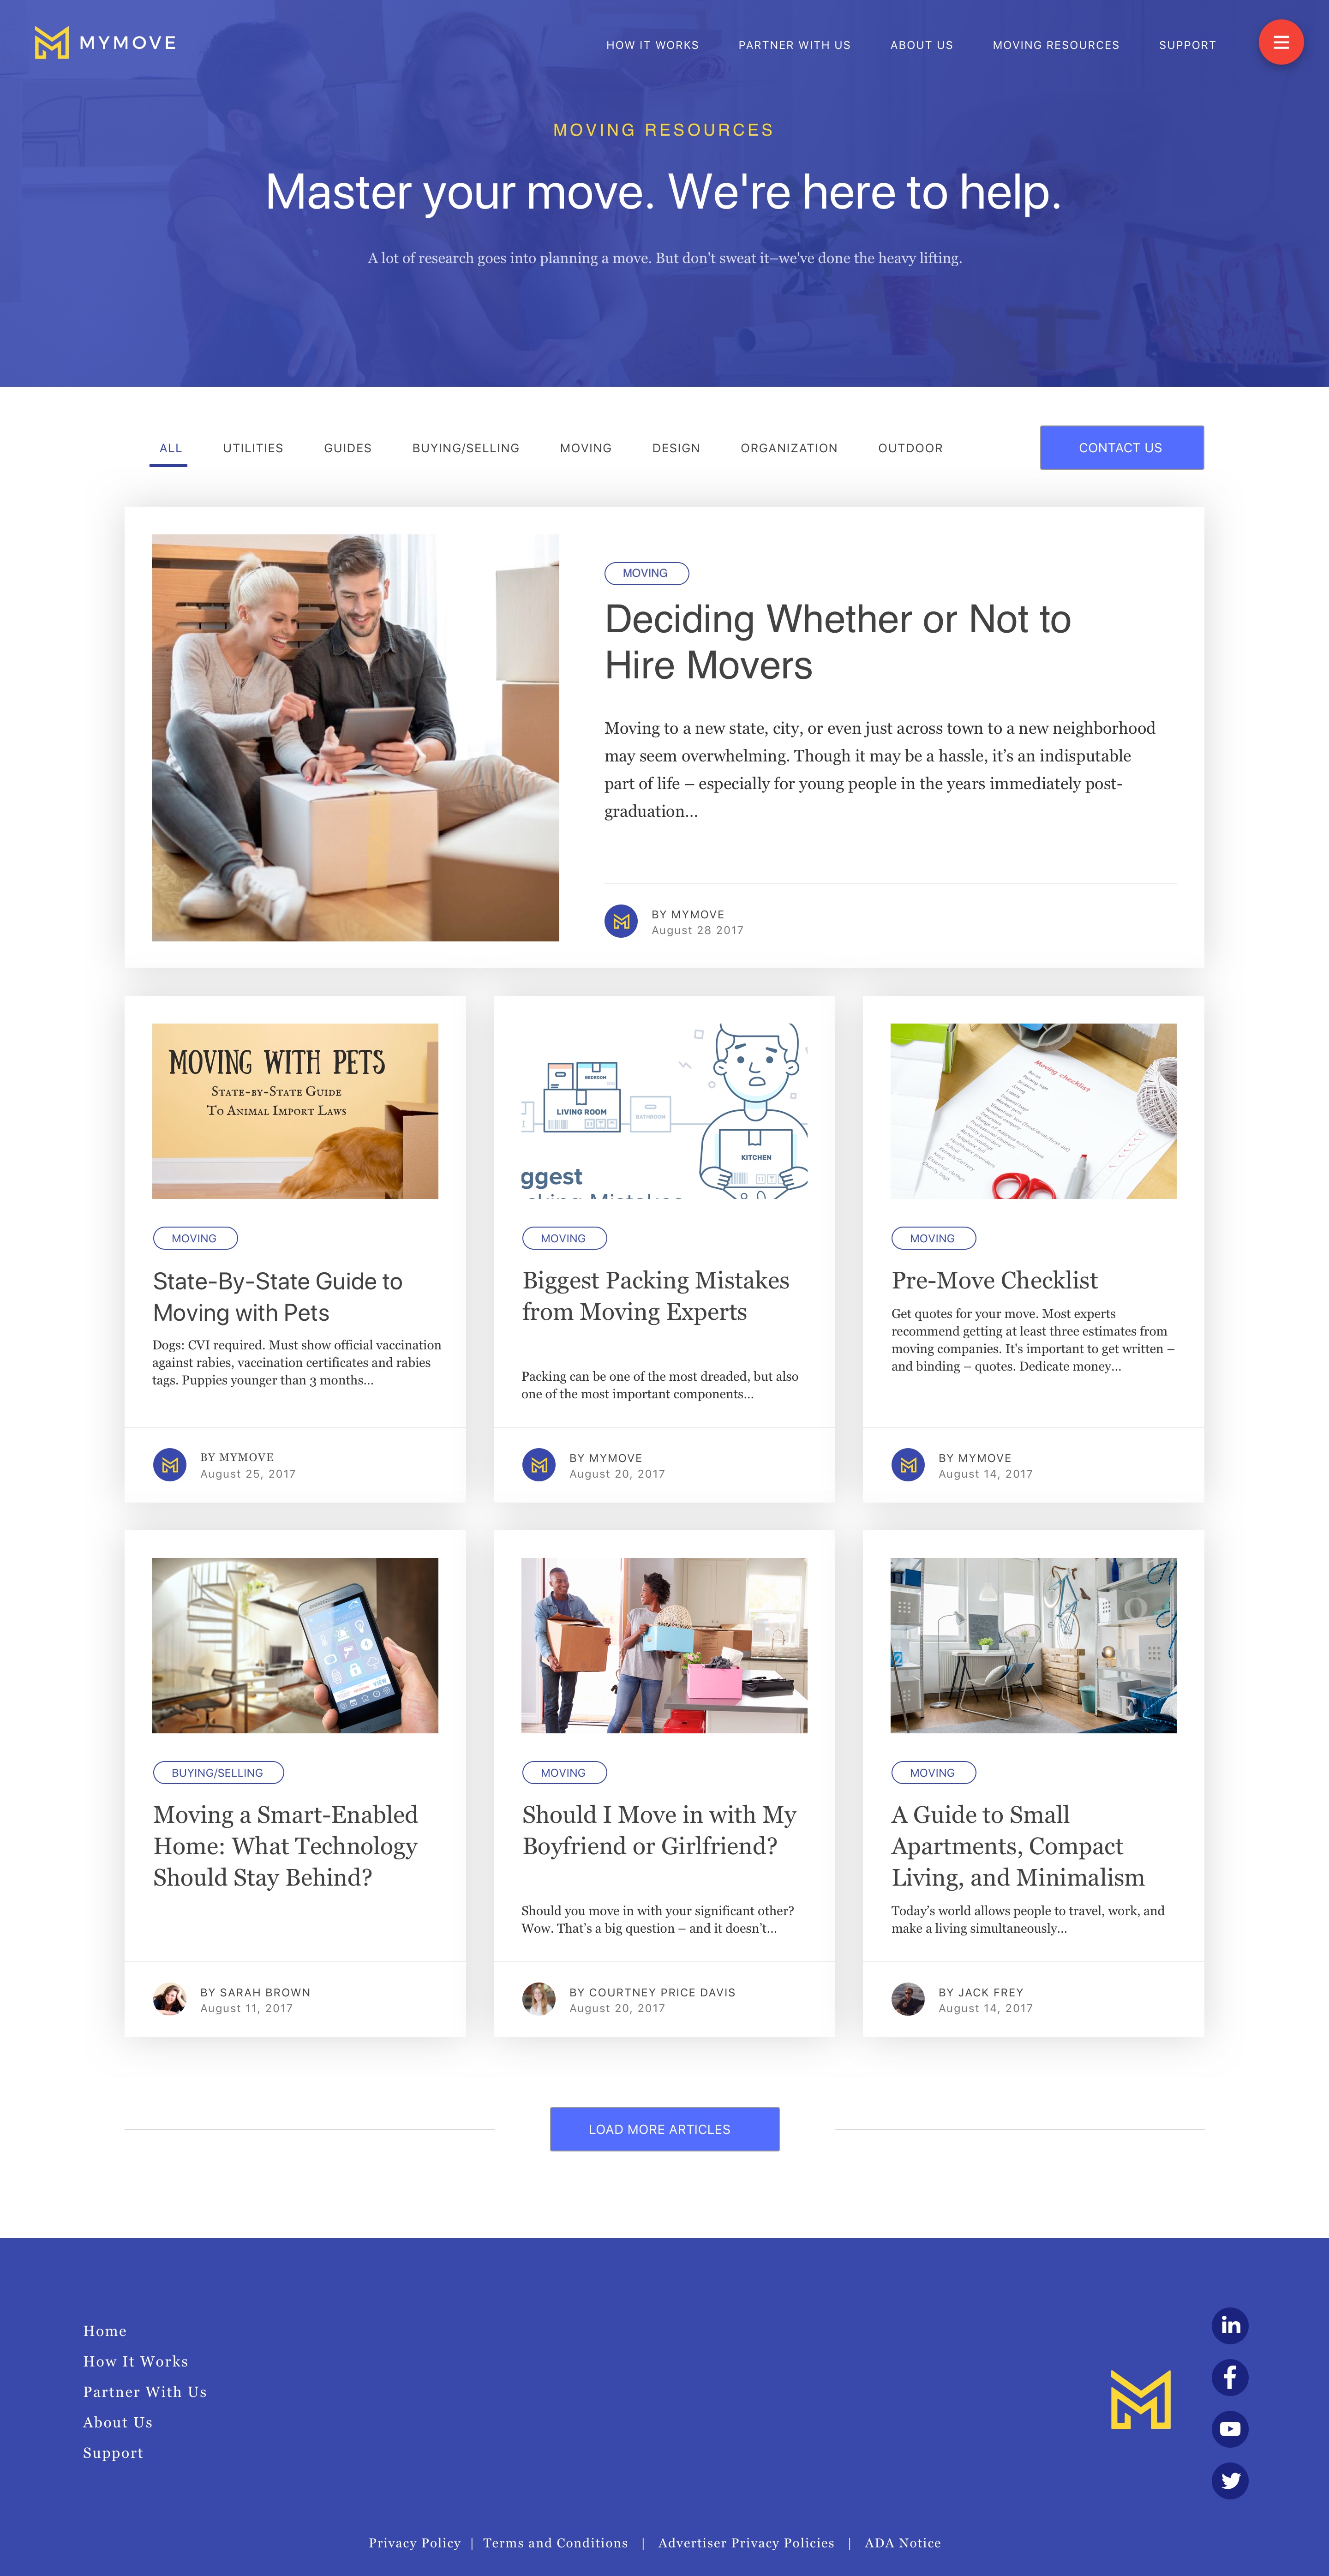 MYMOVE
HOW IT WORKS
PARTNER WITH US
ABOUT US
MOVING RESOURCES
SUPPORT
MOVING RESOURCES
Master your move. We're here to help.
A lot of research goes into planning a move. But don't sweat it–we've done the heavy lifting.
ALL
UTILITIES
GUIDES
BUYING/SELLING
MOVING
DESIGN
ORGANIZATION
OUTDOOR
CONTACT US
MOVING
Deciding Whether or Not to
Hire Movers
Moving to a new state, city, or even just across town to a new neighborhood
may seem overwhelming. Though it may be a hassle, it’s an indisputable
part of life – especially for young people in the years immediately post-
graduation...
BY MYMOVE
August 28 2017
MOVING WITH PETS
STATE-BY-STATE GUIDE
TO ANIMAL IMPORT LAWS
MOVING
State-By-State Guide to
Moving with Pets
Dogs: CVI required. Must show official vaccination
against rabies, vaccination certificates and rabies
tags. Puppies younger than 3 months...
BY MYMOVE
August 25, 2017
BEDROOM
LIVING ROOM
BATHROOM
KITCHEN
ggest
MOVING
Biggest Packing Mistakes
from Moving Experts
Packing can be one of the most dreaded, but also
one of the most important components...
BY MYMOVE
August 20, 2017
Moving checklist
MOVING
Pre-Move Checklist
Get quotes for your move. Most experts
recommend getting at least three estimates from
moving companies. It's important to get written –
and binding – quotes. Dedicate money...
BY MYMOVE
August 14, 2017
BUYING/SELLING
Moving a Smart-Enabled
Home: What Technology
Should Stay Behind?
BY SARAH BROWN
August 11, 2017
MOVING
Should I Move in with My
Boyfriend or Girlfriend?
Should you move in with your significant other?
Wow. That’s a big question – and it doesn’t...
BY COURTNEY PRICE DAVIS
August 20, 2017
MOVING
A Guide to Small
Apartments, Compact
Living, and Minimalism
Today’s world allows people to travel, work, and
make a living simultaneously...
BY JACK FREY
August 14, 2017
LOAD MORE ARTICLES
Home
How It Works
Partner With Us
About Us
Support
in
f
Privacy Policy | Terms and Conditions | Advertiser Privacy Policies | ADA Notice